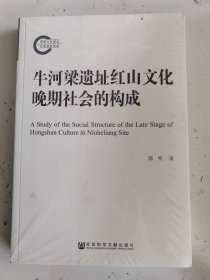 牛河梁遗址红山文化
晚期社会的构成
A Study of the Social Structure of the Late Stage of
Hongshan Culture in Niuheliang Site
著
社会科学文献出版社